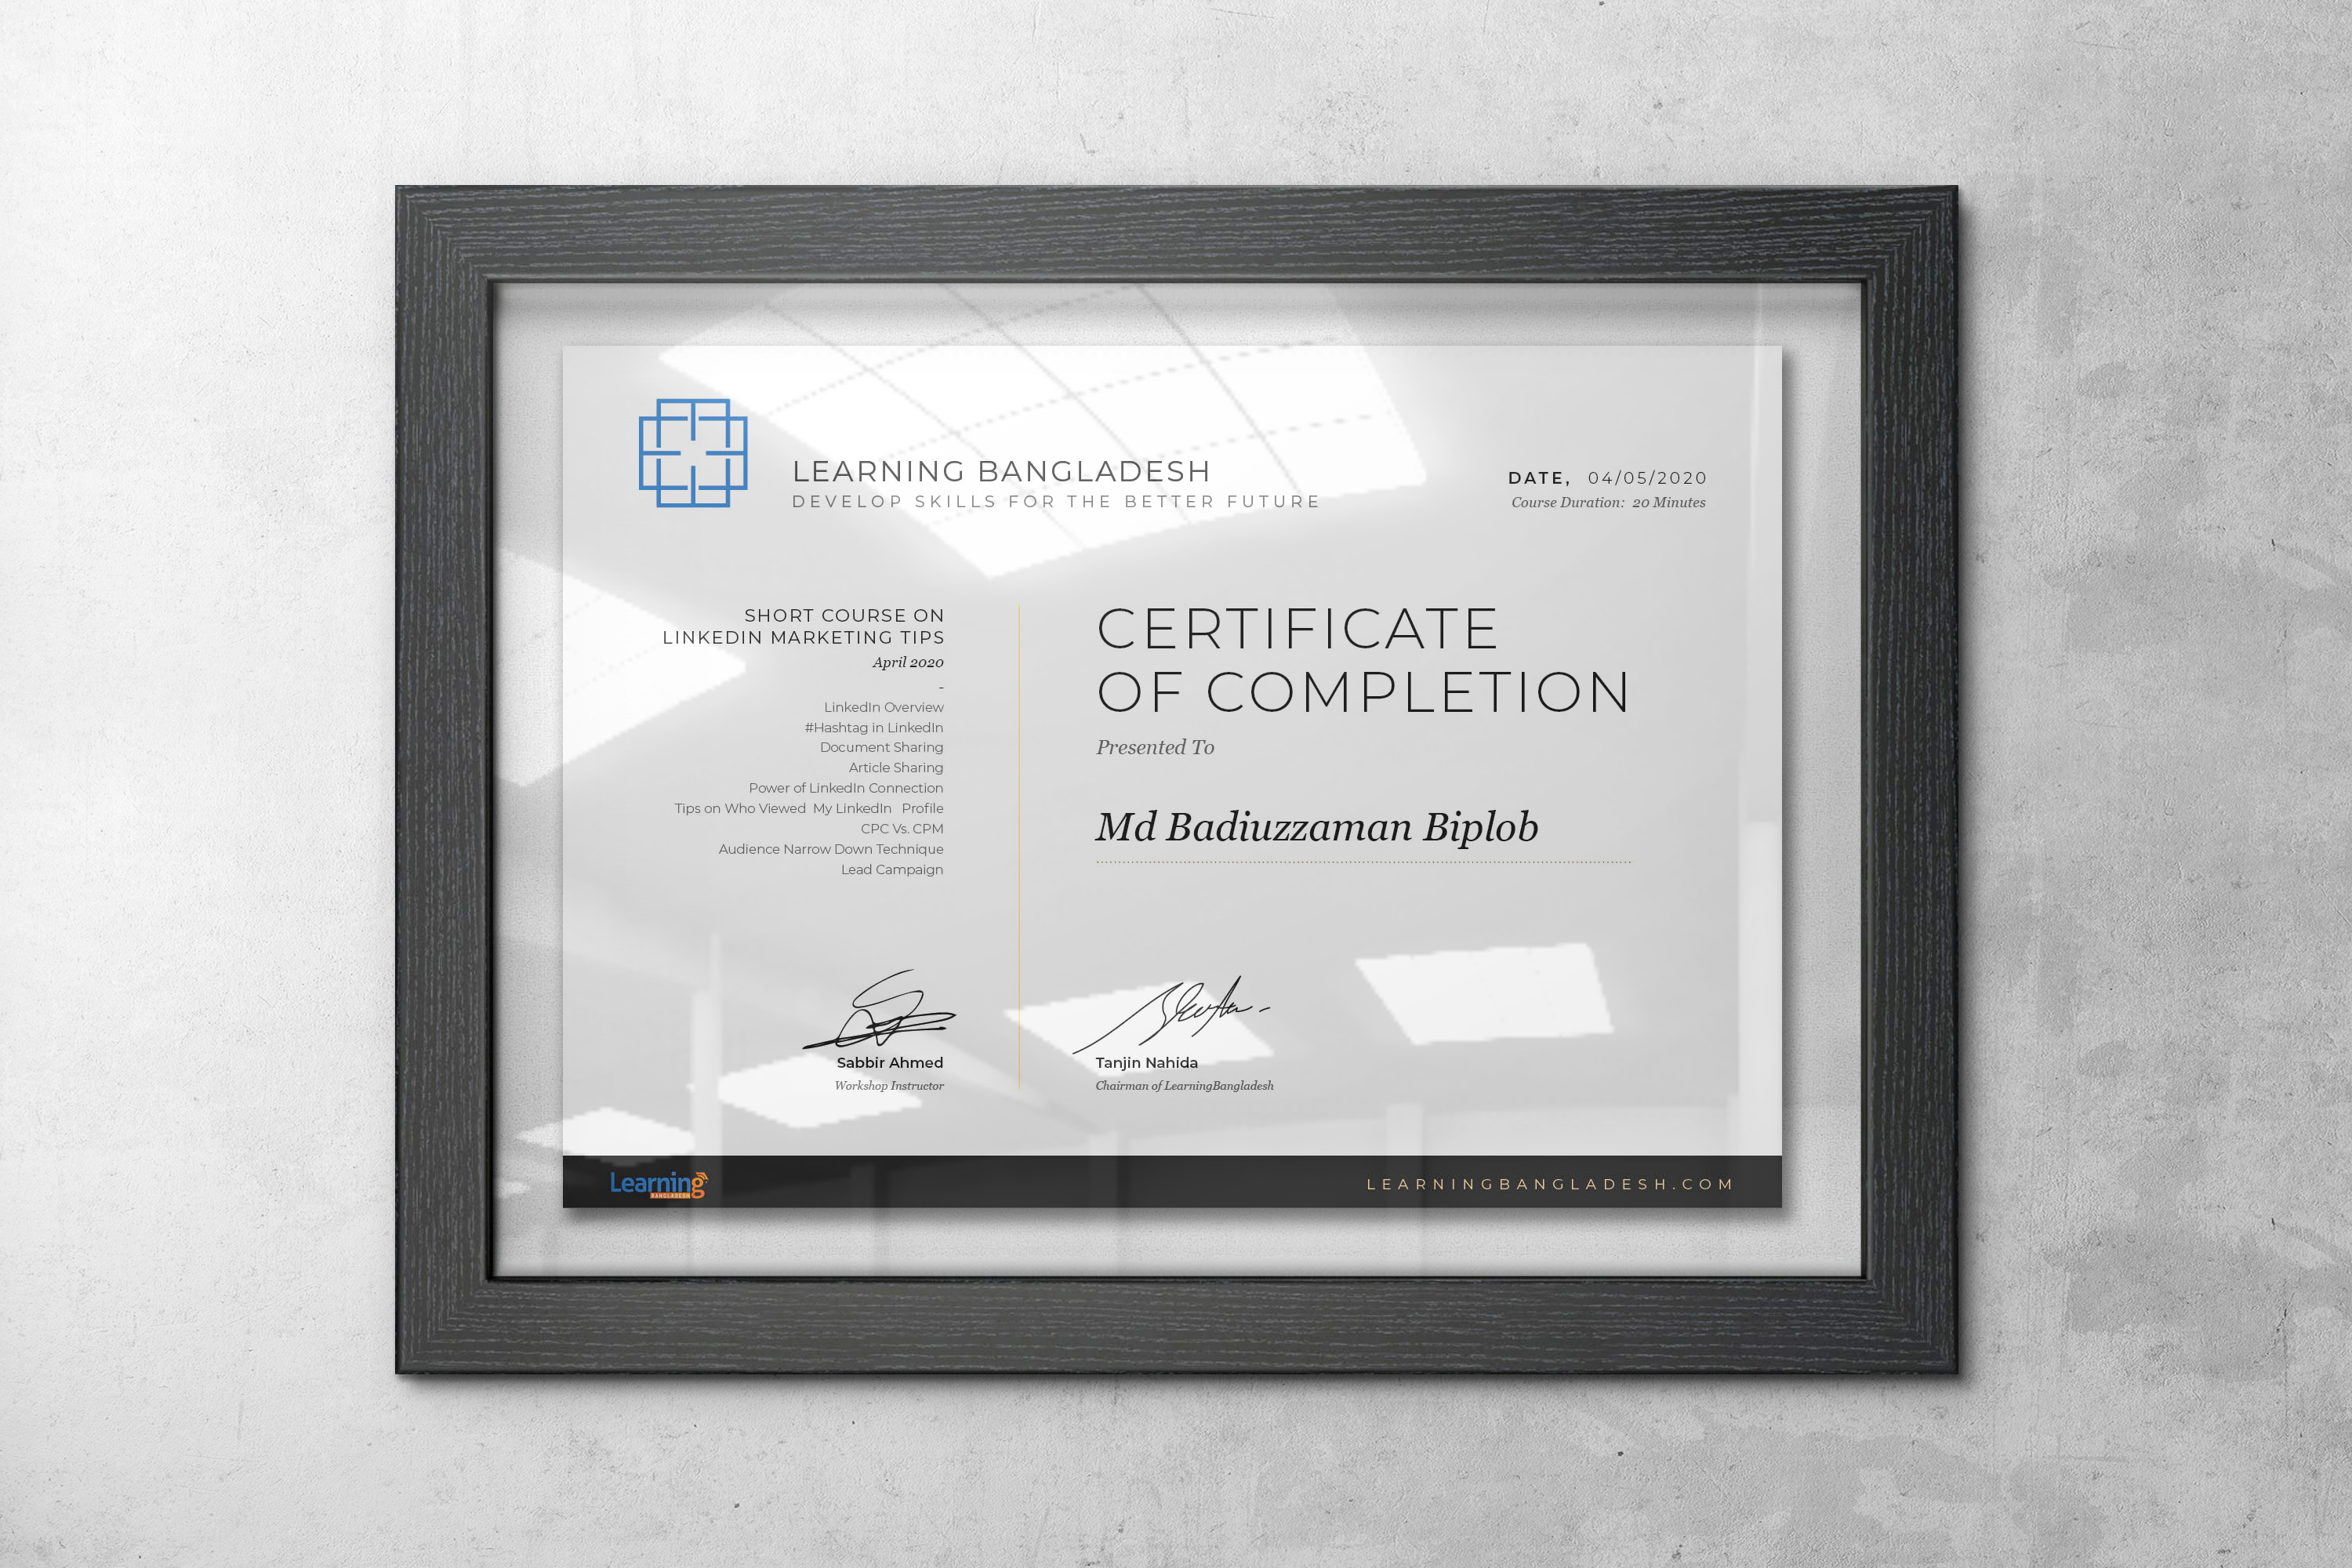 LEARNING BANGLADESH
DEVELOP SKILLS FOR THE BETTER FUTURE
DATE, 04/05/2020
Course Duration: 20 Minutes
SHORT COURSE ON
LINKEDIN MARKETING TIPS
April 2020
-
LinkedIn Overview
#Hashtag in LinkedIn
Document Sharing
Article Sharing
Power of LinkedIn Connection
Tips on Who Viewed My LinkedIn Profile
CPC Vs. CPM
Audience Narrow Down Technique
Lead Campaign
CERTIFICATE
OF COMPLETION
Presented To
Md Badiuzzaman Biplob
Sabbir Ahmed
Workshop Instructor
Tanjin Nahida
Chairman of LearningBangladesh
Learning
BANGLADESH
LEARNINGBANGLADESH.COM